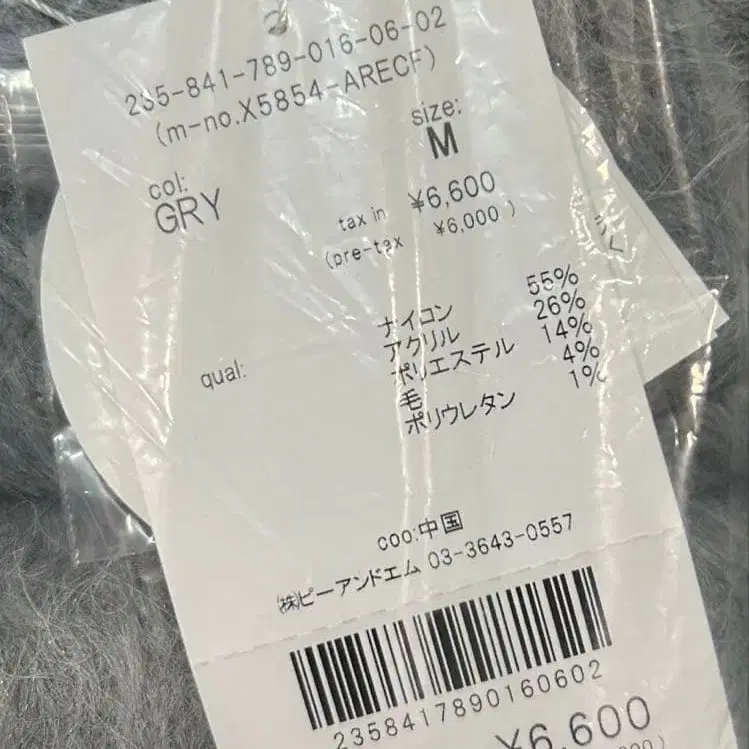 235-841-789-016-06-02
(m-no.X5854-ARECF)
size:
M
col:
GRY
tax in ¥6,600
(pre-tax ¥6,000 )
qual:
ナイロン 55%
アクリル 26%
ポリエステル 14%
毛 4%
ポリウレタン 1%
coo:中国
㈱ピーアンドエム 03-3643-0557
2358417890160602
¥6,600